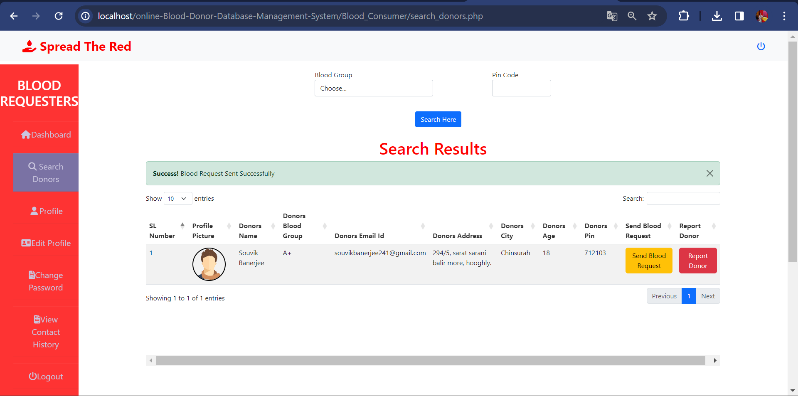 localhost/online-Blood-Donor-Database-Management-System/Blood_Consumer/search_donors.php
Spread The Red
BLOOD
REQUESTERS
Dashboard
Search
Donors
Profile
Edit Profile
Change
Password
View
Contact
History
Logout
Blood Group
Pin Code
Choose...
Search Here
Search Results
Success! Blood Request Sent Successfully
Show 10 entries
Search:
SL Number
Profile Picture
Donors Name
Donors Blood Group
Donors Email Id
Donors Address
Donors City
Donors Age
Donors Pin
Send Blood Request
Report Donor
1
Souvik Banerjee
A+
souvikbanerjee241@gmail.com
294/5, sarat sarani
balir more, hooghly.
Chinsurah
18
712103
Send Blood Request
Report Donor
Showing 1 to 1 of 1 entries
Previous 1 Next